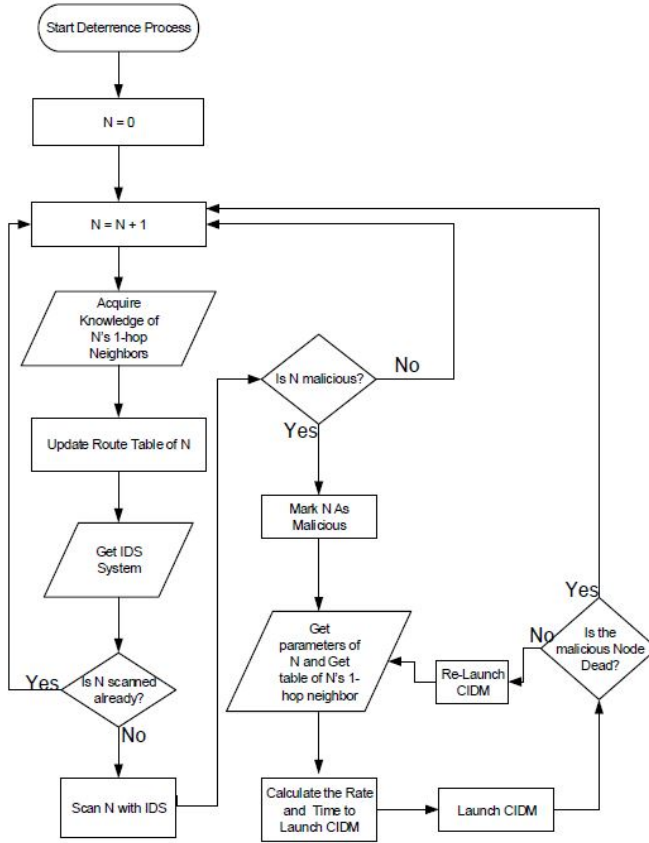 Start Deterrence Process
N = 0
N = N + 1
Acquire
Knowledge of
N's 1-hop
Neighbors
Update Route Table of N
Get IDS
System
Is N scanned
already?
Yes
No
Scan N with IDS
Is N malicious?
No
Yes
Mark N As
Malicious
Get
parameters of
N and Get
table of N's 1-
hop neighbor
Calculate the Rate
and Time to
Launch CIDM
Launch CIDM
Is the
malicious Node
Dead?
Yes
No
Re-Launch
CIDM